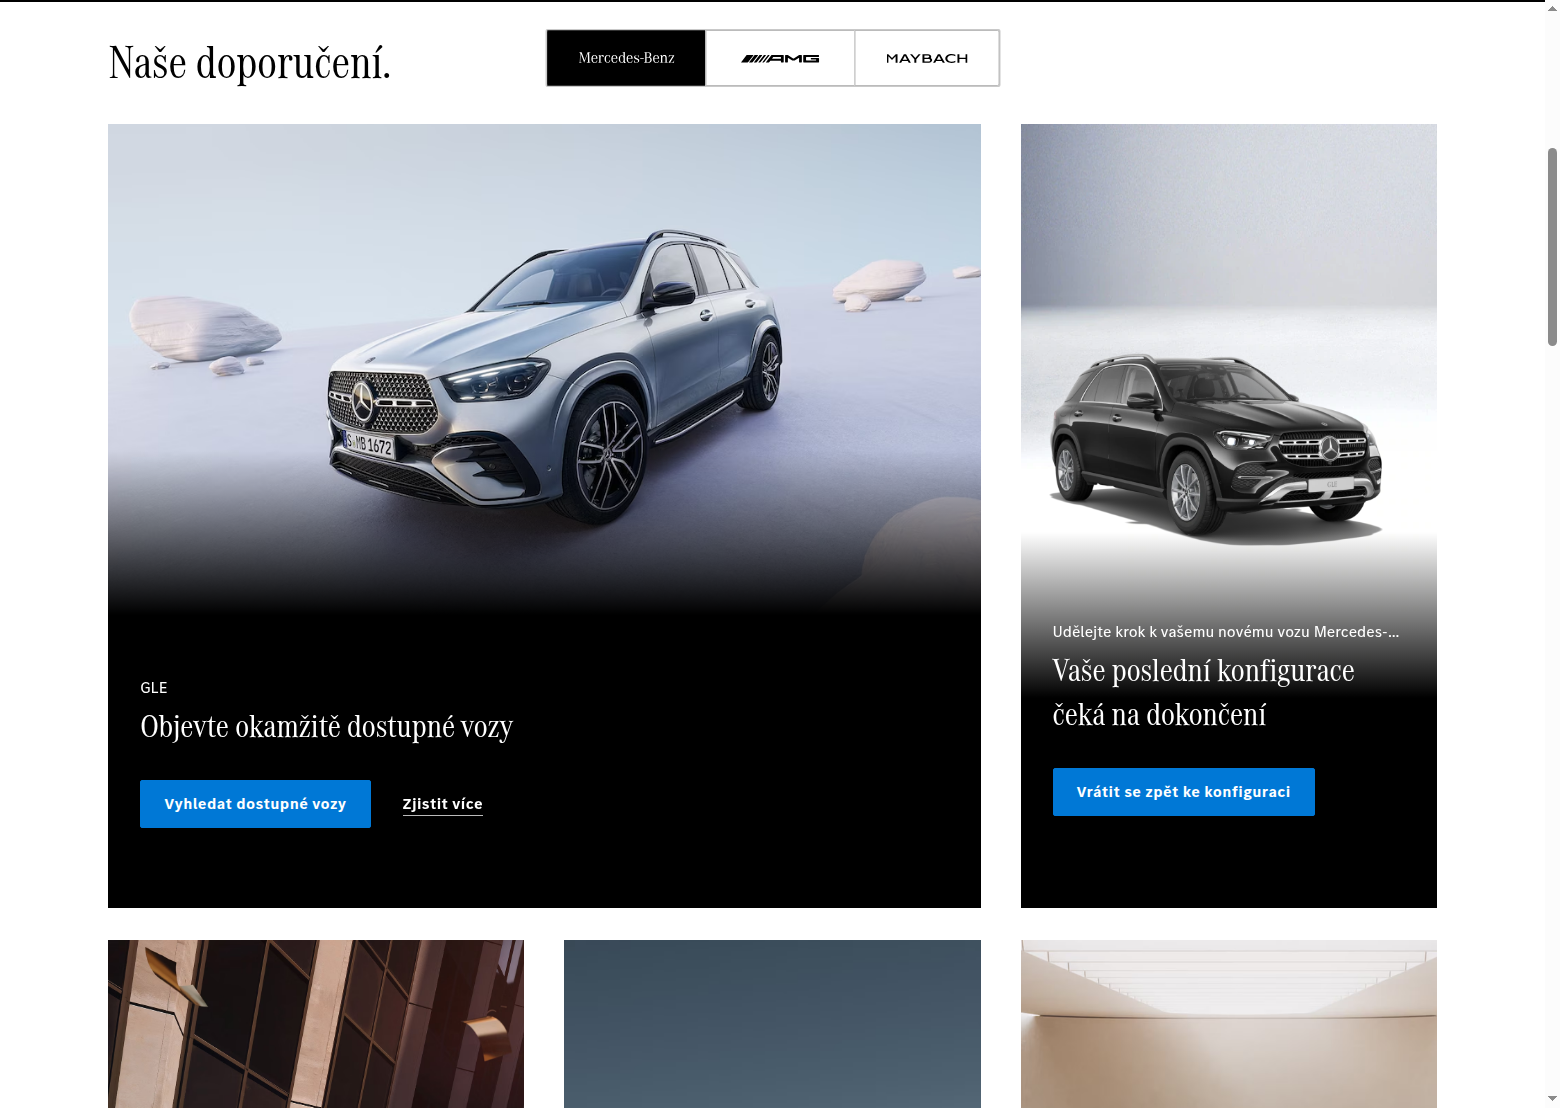 Naše doporučení.
Mercedes-Benz
AMG
MAYBACH
S MB 1672
GLE
GLE
Objevte okamžitě dostupné vozy
Vyhledat dostupné vozy
Zjistit více
Udělejte krok k vašemu novému vozu Mercedes-...
Vaše poslední konfigurace
čeká na dokončení
Vrátit se zpět ke konfiguraci